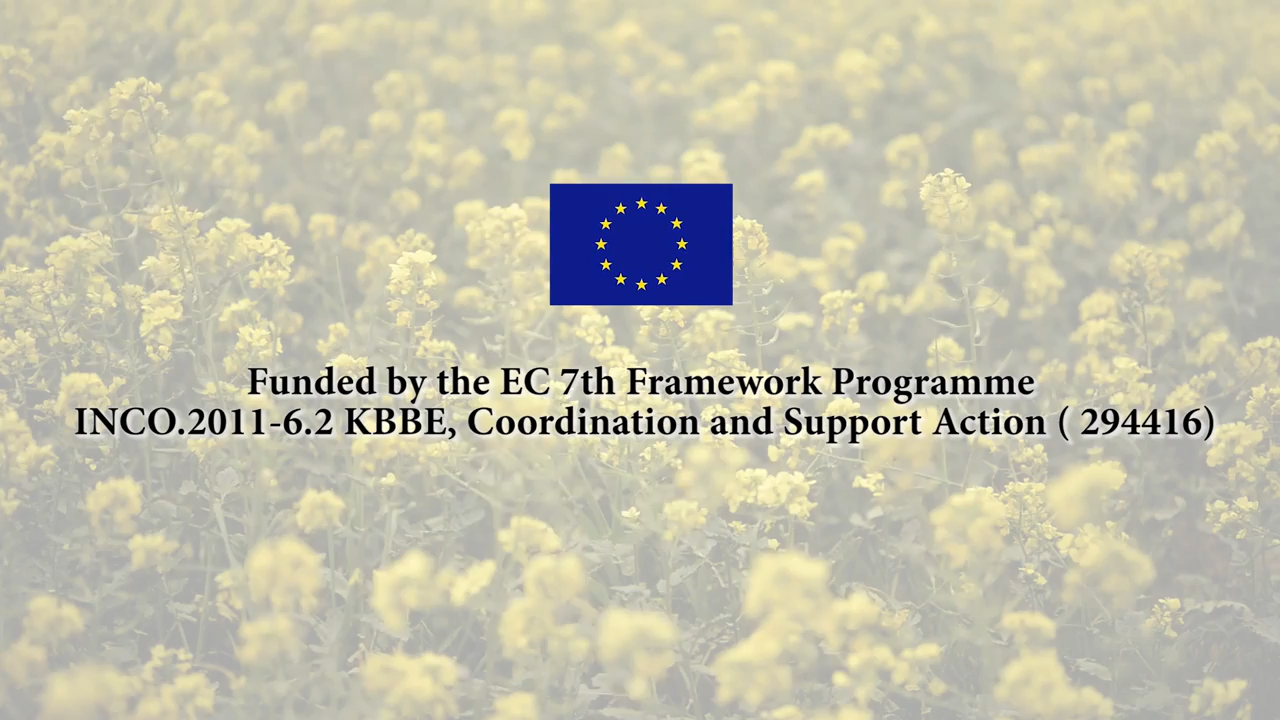 Funded by the EC 7th Framework Programme
INCO.2011-6.2 KBBE, Coordination and Support Action ( 294416)